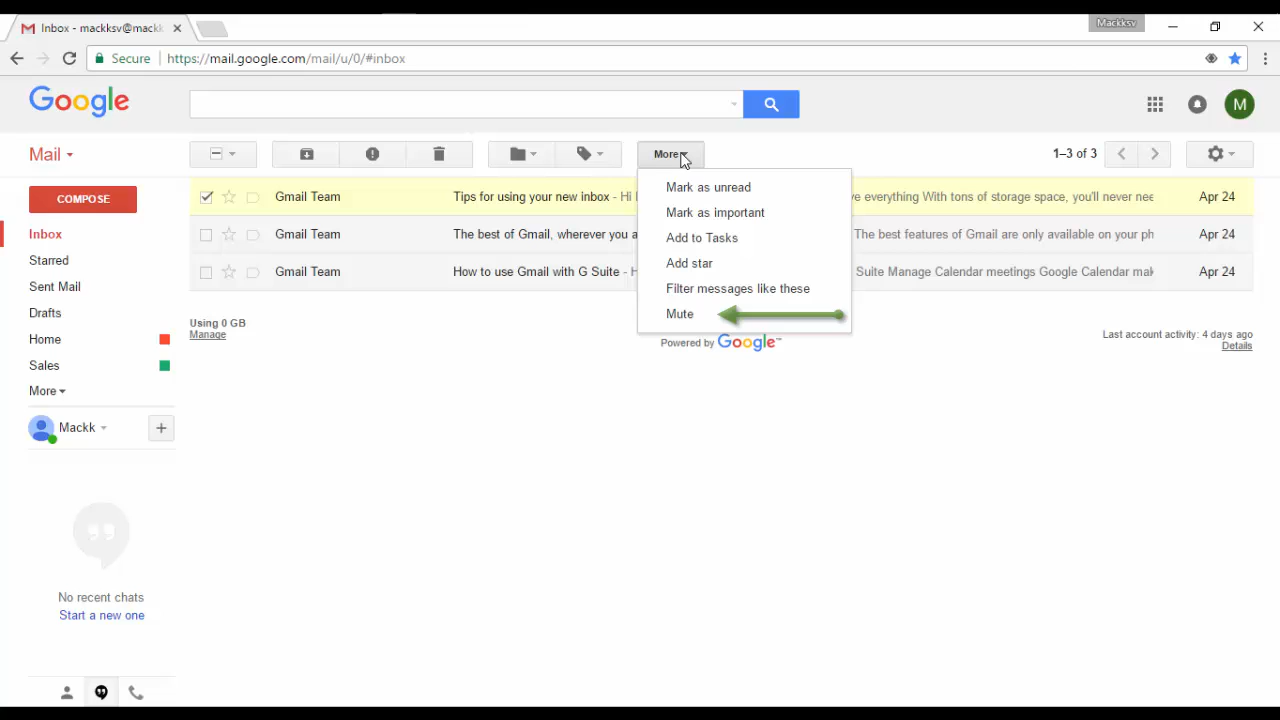 Inbox - mackksv@mackk
Mackksv
Secure https://mail.google.com/mail/u/0/#inbox
Google
M
Mail
More
1–3 of 3
COMPOSE
Inbox
Starred
Sent Mail
Drafts
Home
Sales
More
Mackk
Gmail Team Tips for using your new inbox - Hi ve everything With tons of storage space, you'll never nee Apr 24
Gmail Team The best of Gmail, wherever you a The best features of Gmail are only available on your ph Apr 24
Gmail Team How to use Gmail with G Suite - H Suite Manage Calendar meetings Google Calendar mak Apr 24
Mark as unread
Mark as important
Add to Tasks
Add star
Filter messages like these
Mute
Using 0 GB
Manage
Powered by Google™
Last account activity: 4 days ago
Details
No recent chats
Start a new one